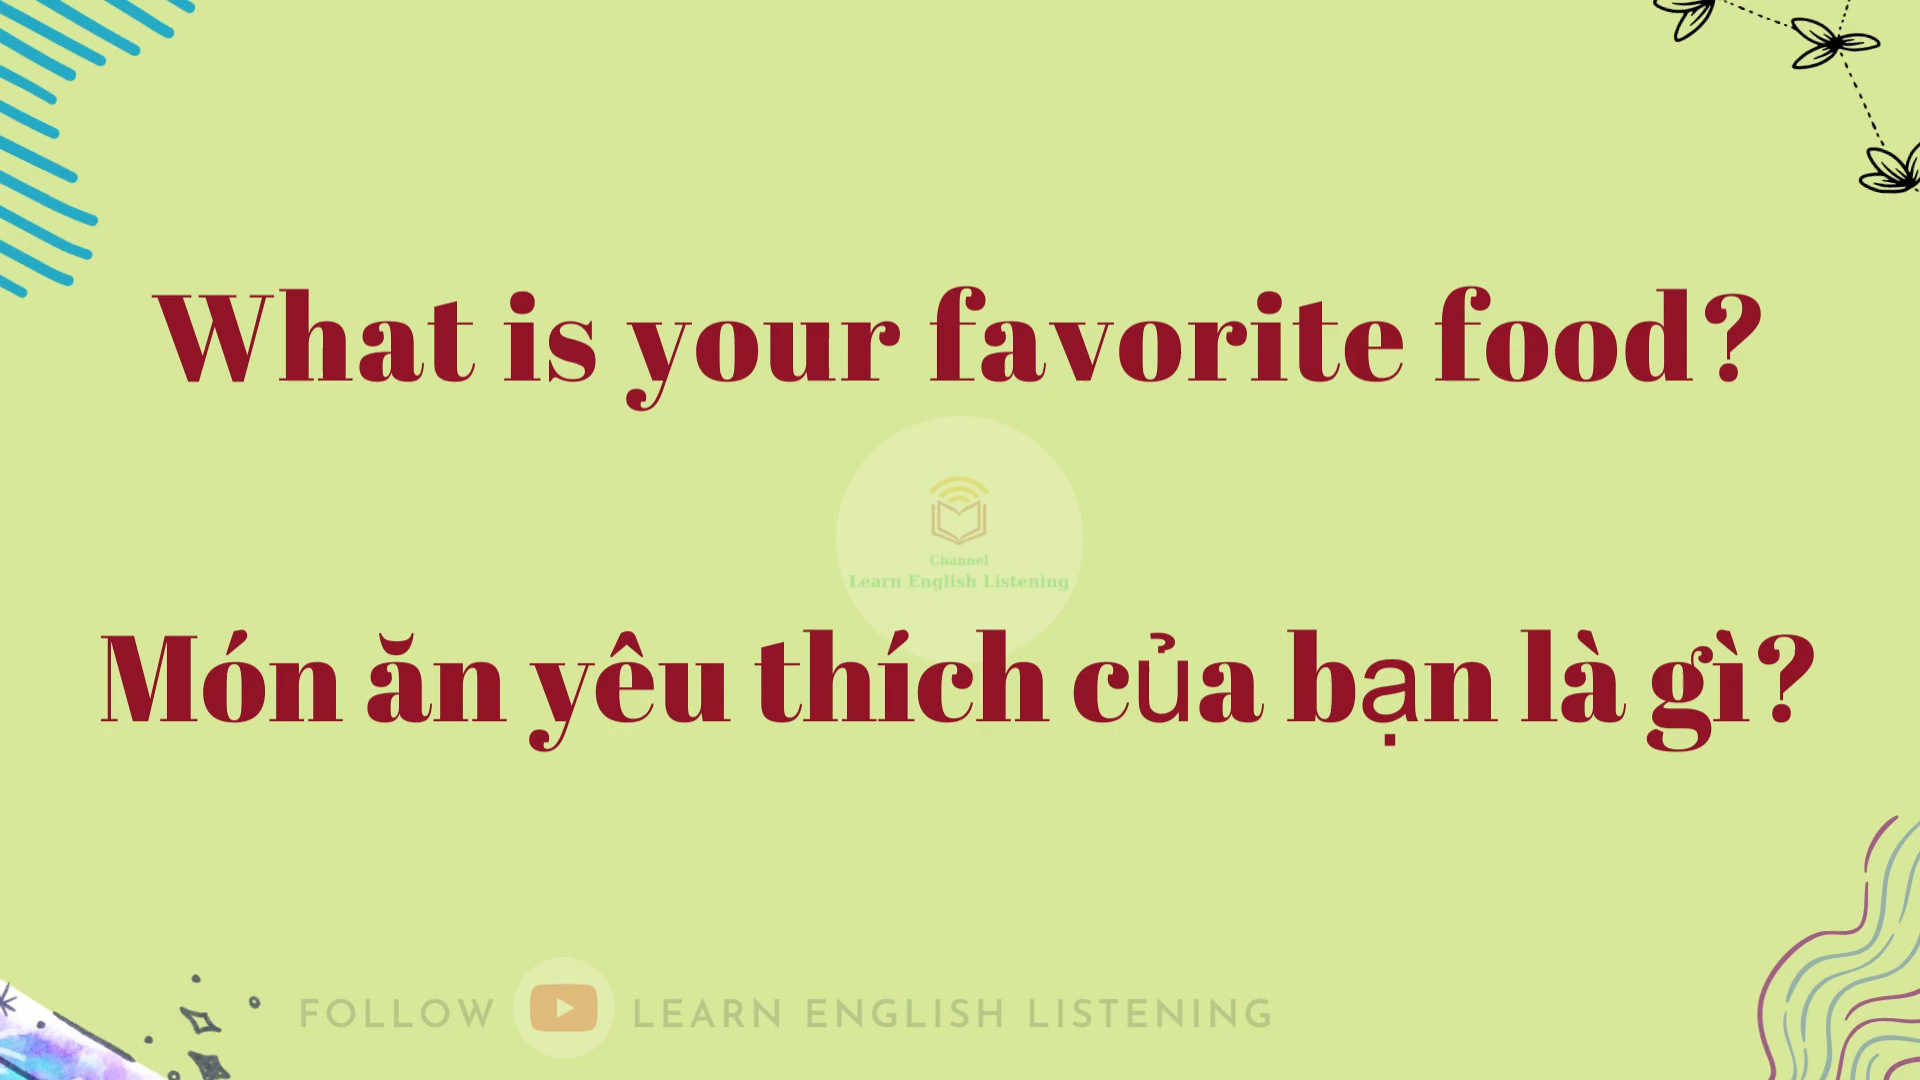 What is your favorite food?
Channel
Learn English Listening
Món ăn yêu thích của bạn là gì?
FOLLOW LEARN ENGLISH LISTENING